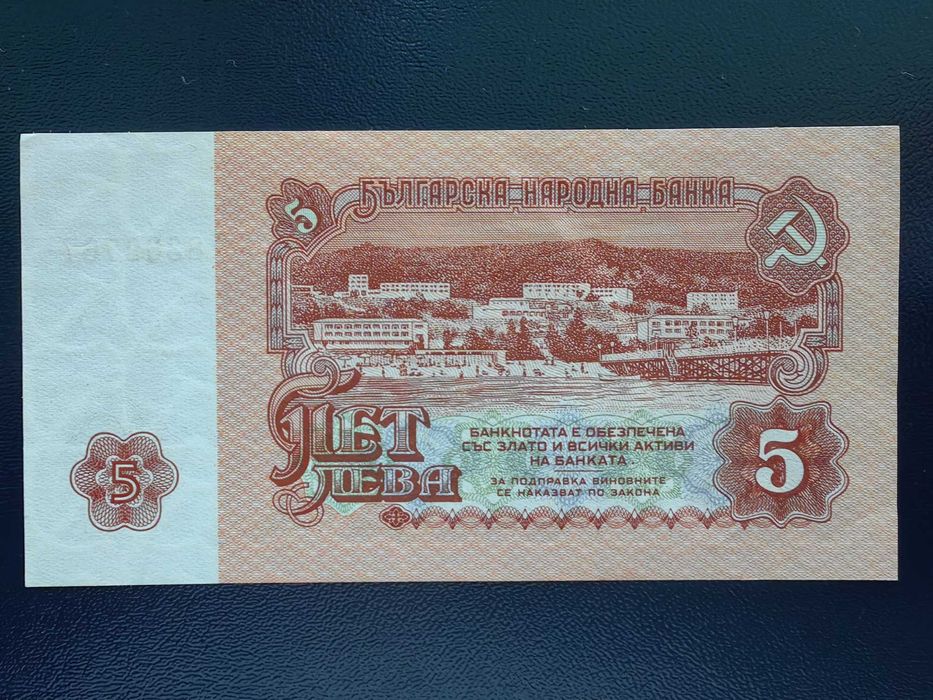 5
БЪЛГАРСКА НАРОДНА БАНКА
ПЕТ
ЛЕВА
БАНКНОТАТА Е ОБЕЗПЕЧЕНА
СЪС ЗЛАТО И ВСИЧКИ АКТИВИ
НА БАНКАТА.
ЗА ПОДПРАВКА ВИНОВНИТЕ
СЕ НАКАЗВАТ ПО ЗАКОНА
5
5